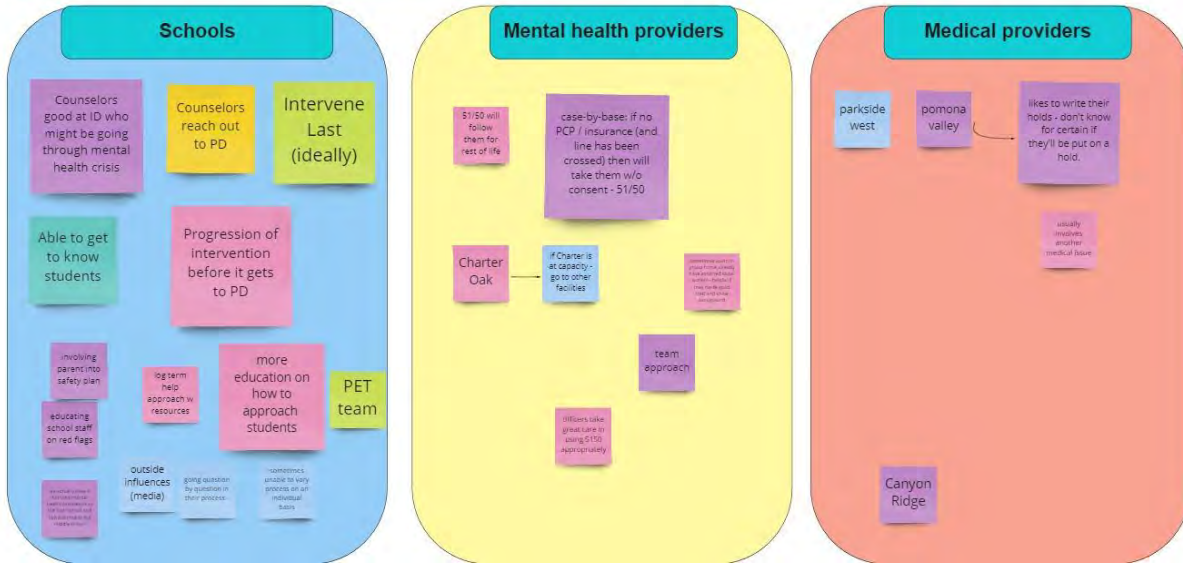 Schools
Counselors
good at ID who
might be going
through mental
health crisis
Counselors
reach out
to PD
Intervene
Last
(ideally)
Able to get
to know
students
Progression of
intervention
before it gets
to PD
involving
parent into
safety plan
log term
help
approach w
resources
more
education on
how to
approach
students
PET
team
educating
school staff
on red flags
outside
influences
(media)
going question
by question in
their process
sometimes
unable to vary
process on an
individual
basis
Mental health providers
51/50 will
follow
them for
rest of life
case-by-base: if no
PCP / insurance (and
line has been
crossed) then will
take them w/o
consent - 51/50
Charter
Oak
if Charter is
at capacity -
go to other
facilities
team
approach
officers take
great care in
using 5150
appropriately
Medical providers
parkside
west
pomona
valley
likes to write their
holds - don't know
for certain if
they'll be put on a
hold.
usually
involves
another
medical issue
Canyon
Ridge